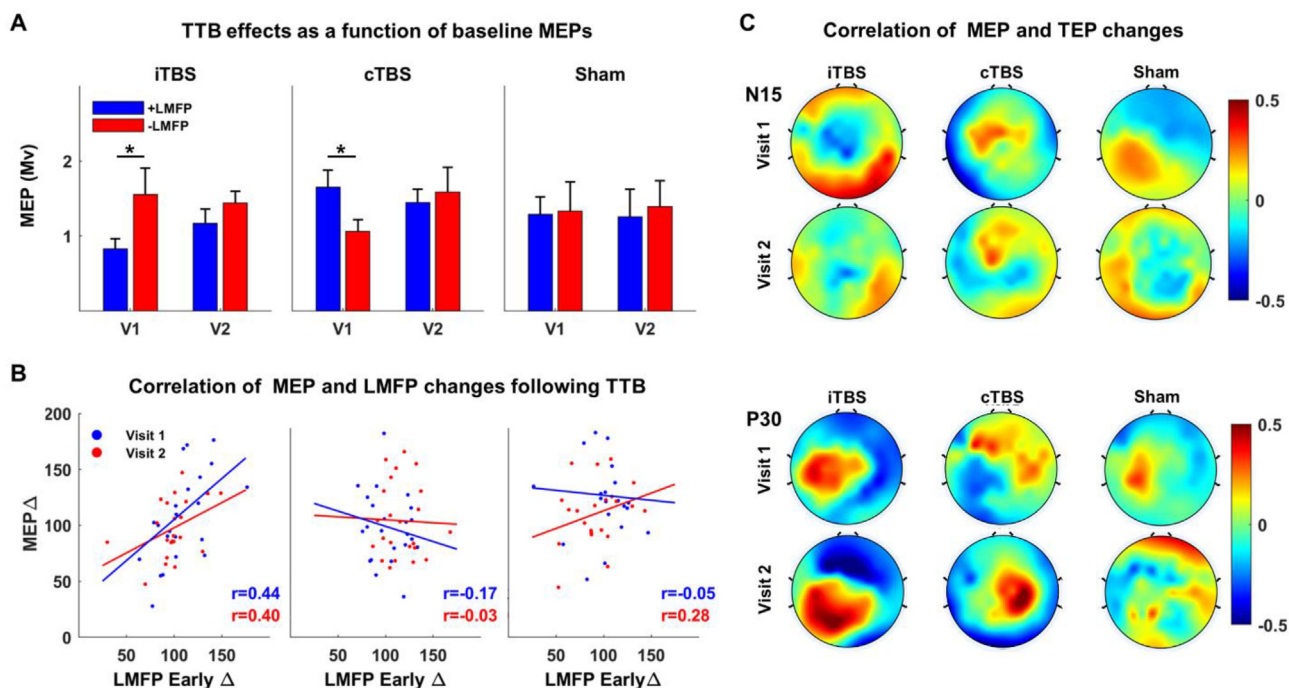 A
TTB effects as a function of baseline MEPs
iTBS cTBS Sham
+LMFP
-LMFP
* *
MEP (Mv)
2
1
V1 V2 V1 V2 V1 V2
B
Correlation of MEP and LMFP changes following TTB
Visit 1
Visit 2
MEPΔ
200
150
100
50
0
r=0.44 r=-0.17 r=-0.05
r=0.40 r=-0.03 r=0.28
50 100 150 50 100 150 50 100 150
LMFP Early Δ LMFP Early Δ LMFP EarlyΔ
C
Correlation of MEP and TEP changes
iTBS cTBS Sham
N15
Visit 1
Visit 2
0.5
0
-0.5
iTBS cTBS Sham
P30
Visit 1
Visit 2
0.5
0
-0.5